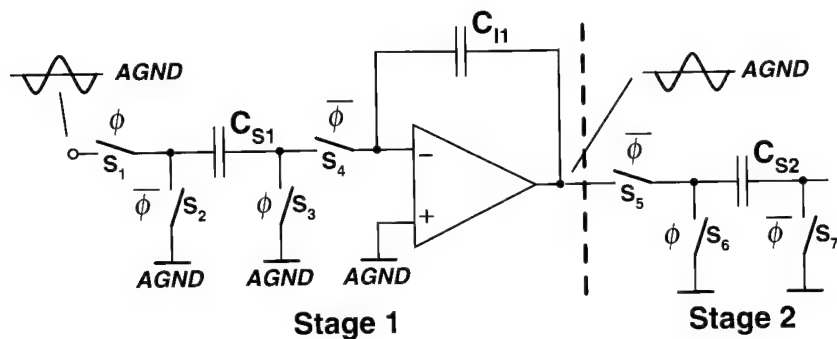 C_I1
AGND
AGND
ϕ
C_S1
ϕ̄
ϕ̄
C_S2
S_1
S_4
−
S_5
ϕ̄
S_2
ϕ
S_3
+
ϕ
S_6
ϕ̄
S_7
AGND
AGND
AGND
Stage 1
Stage 2